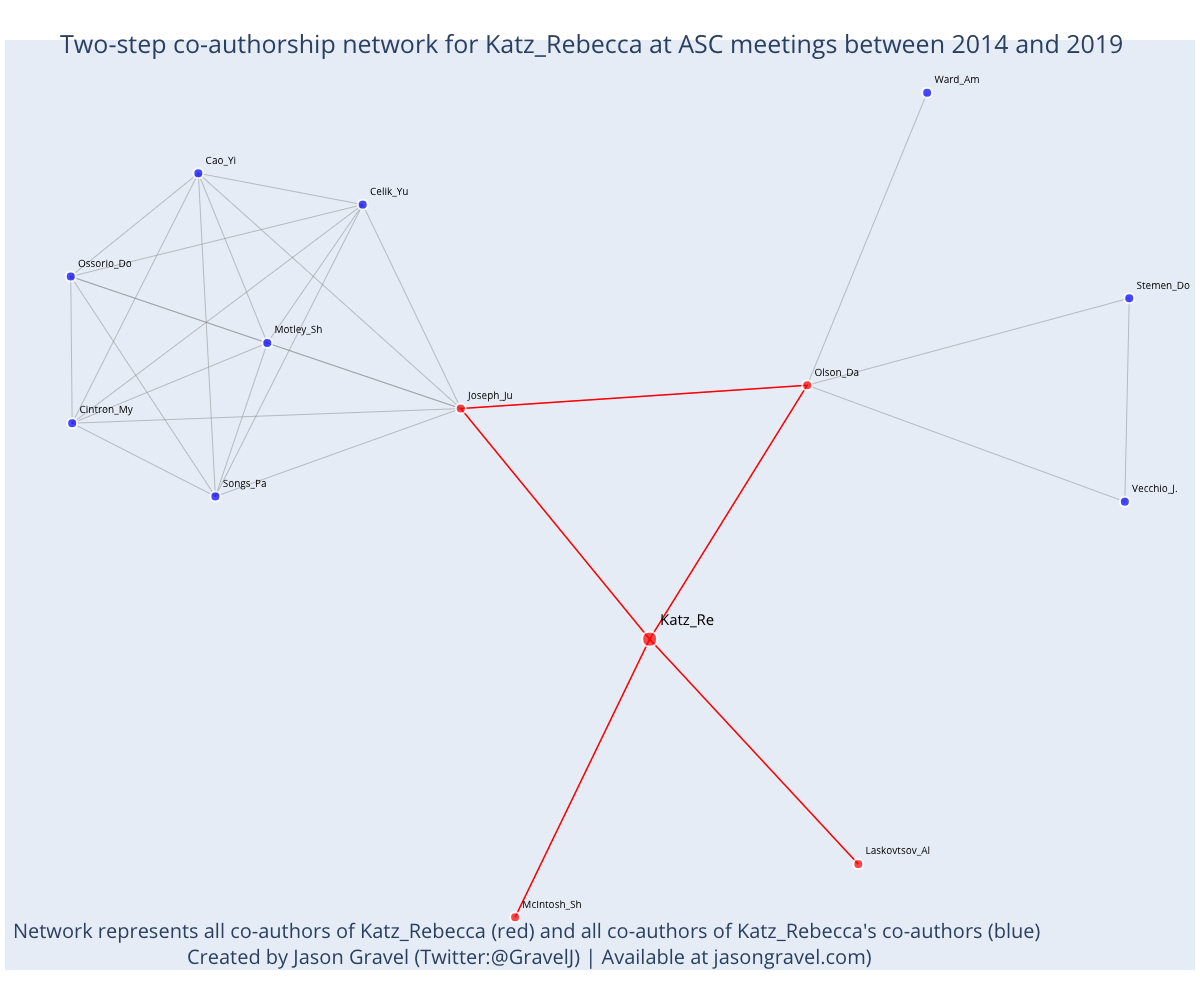 Two-step co-authorship network for Katz_Rebecca at ASC meetings between 2014 and 2019
Ward_Am
Cao_Yi
Celik_Yu
Ossorio_Do
Stemen_Do
Motley_Sh
Olson_Da
Joseph_Ju
Cintron_My
Songs_Pa
Vecchio_J.
Katz_Re
Laskovtsov_Al
McIntosh_Sh
Network represents all co-authors of Katz_Rebecca (red) and all co-authors of Katz_Rebecca's co-authors (blue)
Created by Jason Gravel (Twitter:@GravelJ) | Available at jasongravel.com)